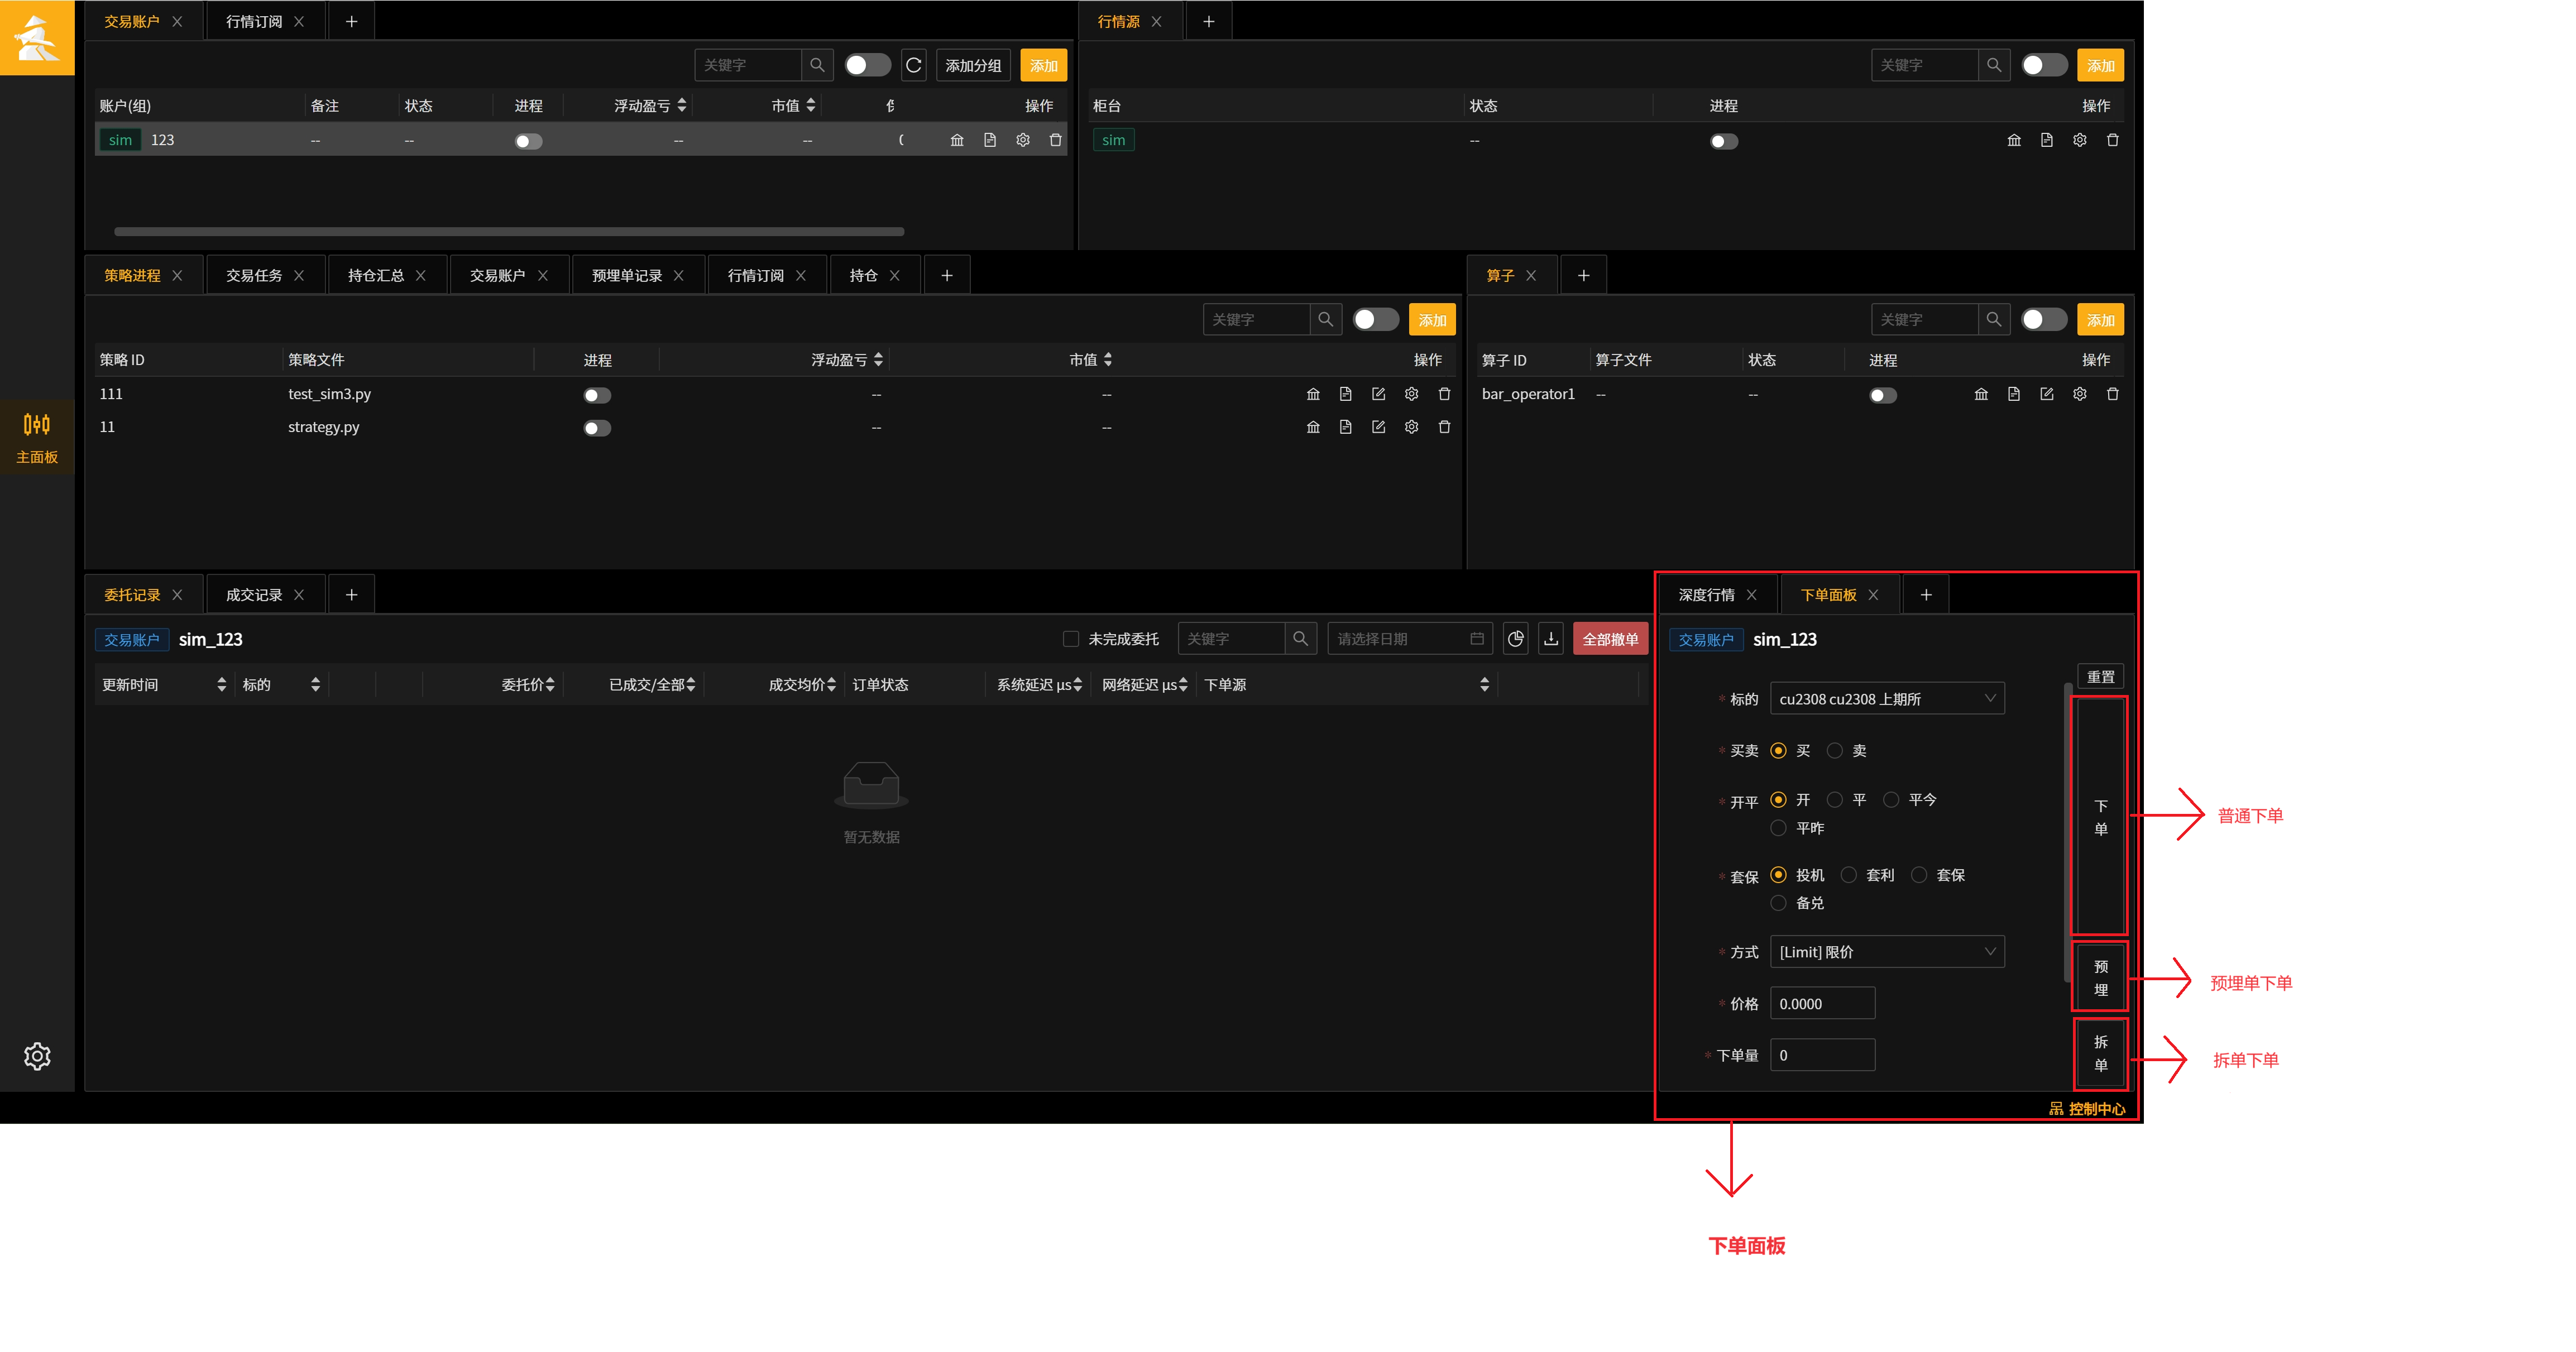 交易账户 行情订阅
关键字 添加分组 添加
账户(组) 备注 状态 进程 浮动盈亏 市值 操作
sim 123 -- -- -- --
行情源
关键字 添加
柜台 状态 进程 操作
sim --
主面板
策略进程 交易任务 持仓汇总 交易账户 预埋单记录 行情订阅 持仓
关键字 添加
策略 ID 策略文件 进程 浮动盈亏 市值 操作
111 test_sim3.py -- --
11 strategy.py -- --
算子
关键字 添加
算子 ID 算子文件 状态 进程 操作
bar_operator1 -- --
委托记录 成交记录
交易账户 sim_123 未完成委托 关键字 请选择日期 全部撤单
更新时间 标的 委托价 已成交/全部 成交均价 订单状态 系统延迟 μs 网络延迟 μs 下单源
暂无数据
深度行情 下单面板
交易账户 sim_123
重置
* 标的 cu2308 cu2308 上期所
* 买卖 买 卖
* 开平 开 平 平今
平昨
* 套保 投机 套利 套保
备兑
* 方式 [Limit] 限价
* 价格 0.0000
* 下单量 0
下
单
预
埋
拆
单
控制中心
普通下单
预埋单下单
拆单下单
下单面板